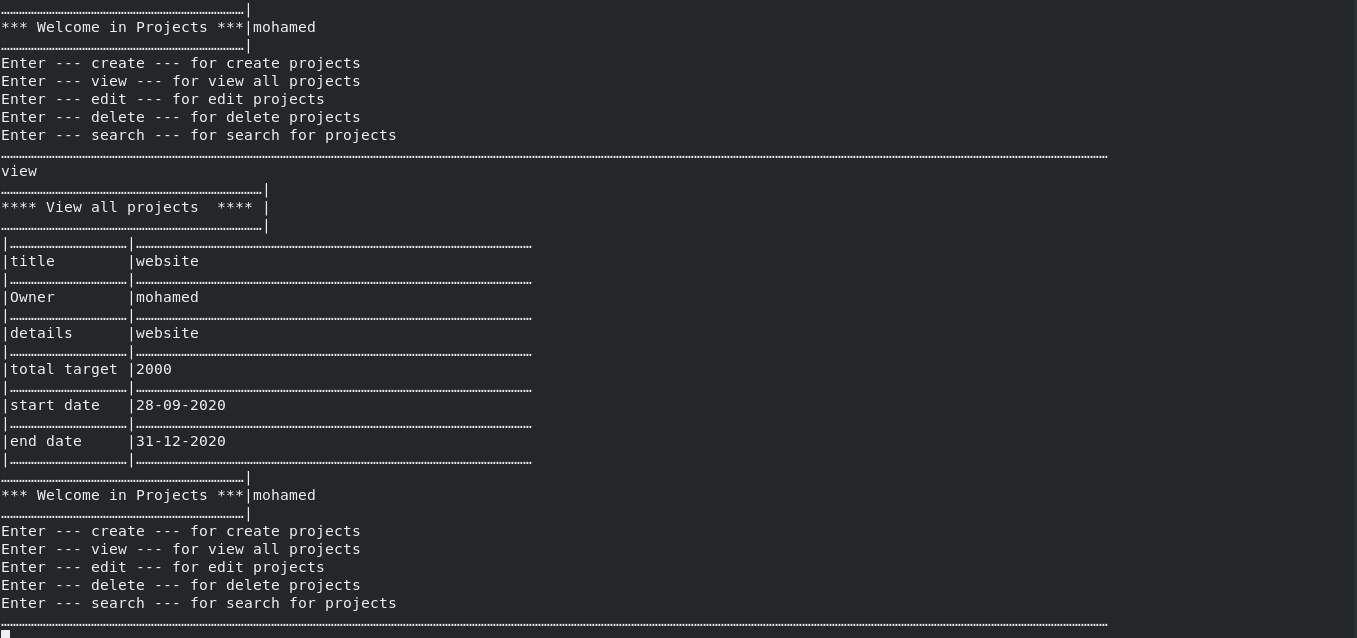 ……………………………………………………………………|
*** Welcome in Projects ***|mohamed
……………………………………………………………………|
Enter --- create --- for create projects
Enter --- view --- for view all projects
Enter --- edit --- for edit projects
Enter --- delete --- for delete projects
Enter --- search --- for search for projects
………………………………………………………………………………………………………………………………
view
…………………………………………………………………………|
**** View all projects  **** |
…………………………………………………………………………|
|…………………………………|………………………………………………………………………………
|title        |website
|…………………………………|………………………………………………………………………………
|Owner        |mohamed
|…………………………………|………………………………………………………………………………
|details      |website
|…………………………………|………………………………………………………………………………
|total target |2000
|…………………………………|………………………………………………………………………………
|start date   |28-09-2020
|…………………………………|………………………………………………………………………………
|end date     |31-12-2020
|…………………………………|………………………………………………………………………………
……………………………………………………………………|
*** Welcome in Projects ***|mohamed
……………………………………………………………………|
Enter --- create --- for create projects
Enter --- view --- for view all projects
Enter --- edit --- for edit projects
Enter --- delete --- for delete projects
Enter --- search --- for search for projects
………………………………………………………………………………………………………………………………